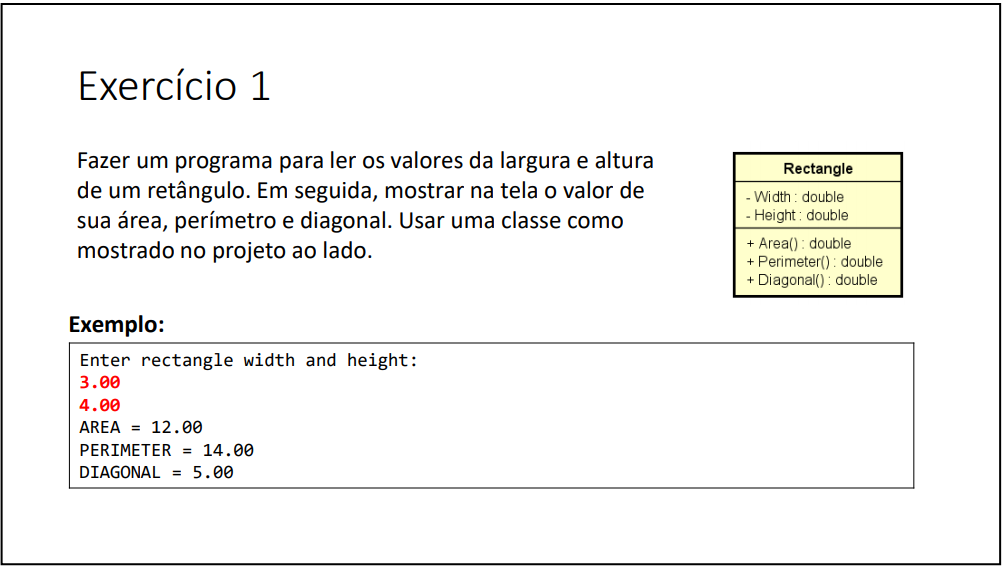 Exercício 1
Fazer um programa para ler os valores da largura e altura
de um retângulo. Em seguida, mostrar na tela o valor de
sua área, perímetro e diagonal. Usar uma classe como
mostrado no projeto ao lado.
Rectangle
- Width : double
- Height : double
+ Area() : double
+ Perimeter() : double
+ Diagonal() : double
Exemplo:
Enter rectangle width and height:
3.00
4.00
AREA = 12.00
PERIMETER = 14.00
DIAGONAL = 5.00